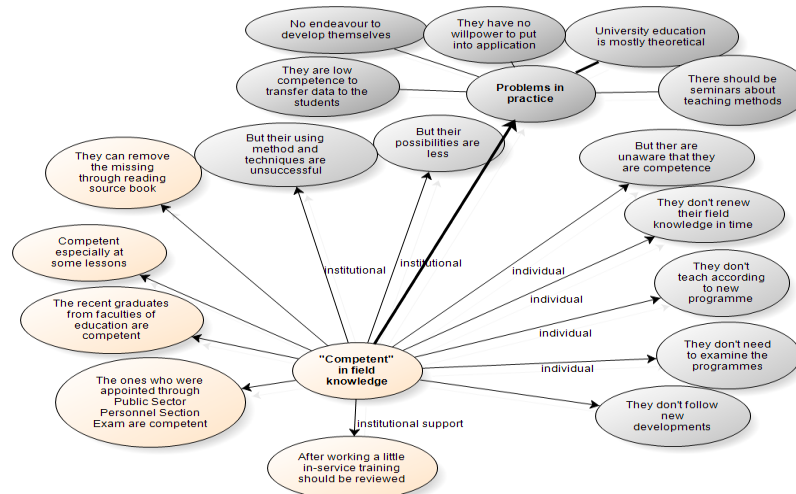 No endeavour to
develop themselves
They have no
willpower to put
into application
University education
is mostly theoretical
They are low
competence to
transfer data to the
students
Problems in
practice
There should be
seminars about
teaching methods
They can remove
the missing
through reading
source book
But their using
method and
techniques are
unsuccessful
But their
possibilities are
less
But ther are
unaware that they
are competence
They don't renew
their field
knowledge in time
Competent
especially at
some lessons
institutional
institutional
individual
They don't
teach according
to new
programme
The recent graduates
from faculties of
education are
competent
individual
individual
"Competent"
in field
knowledge
individual
They don't need
to examine the
programmes
The ones who were
appointed through
Public Sector
Personnel Section
Exam are competent
They don't follow
new
developments
institutional support
After working a little
in-service training
should be reviewed